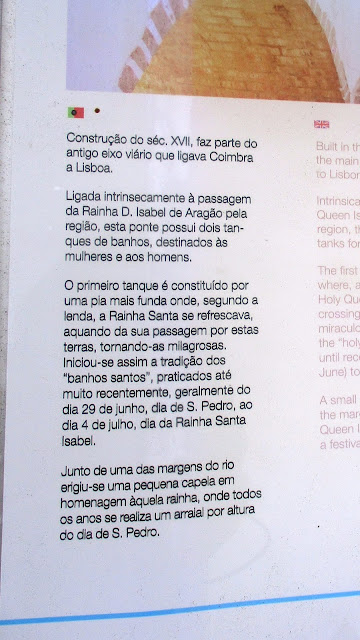 Construção do séc. XVII, faz parte do
antigo eixo viário que ligava Coimbra
a Lisboa.
Ligada intrinsecamente à passagem
da Rainha D. Isabel de Aragão pela
região, esta ponte possui dois tan-
ques de banhos, destinados às
mulheres e aos homens.
O primeiro tanque é constituído por
uma pia mais funda onde, segundo a
lenda, a Rainha Santa se refrescava,
aquando da sua passagem por estas
terras, tornando-as milagrosas.
Iniciou-se assim a tradição dos
"banhos santos", praticados até
muito recentemente, geralmente do
dia 29 de junho, dia de S. Pedro, ao
dia 4 de julho, dia da Rainha Santa
Isabel.
Junto de uma das margens do rio
erigiu-se uma pequena capela em
homenagem àquela rainha, onde todos
os anos se realiza um arraial por altura
do dia de S. Pedro.
Built in th
the main
to Lisbor
Intrinsica
Queen Is
region, th
tanks fo
The first
where, a
Holy Qu
crossing
miraculo
the "holy
until rece
June) to
A small
the mar
Queen I
a festiva